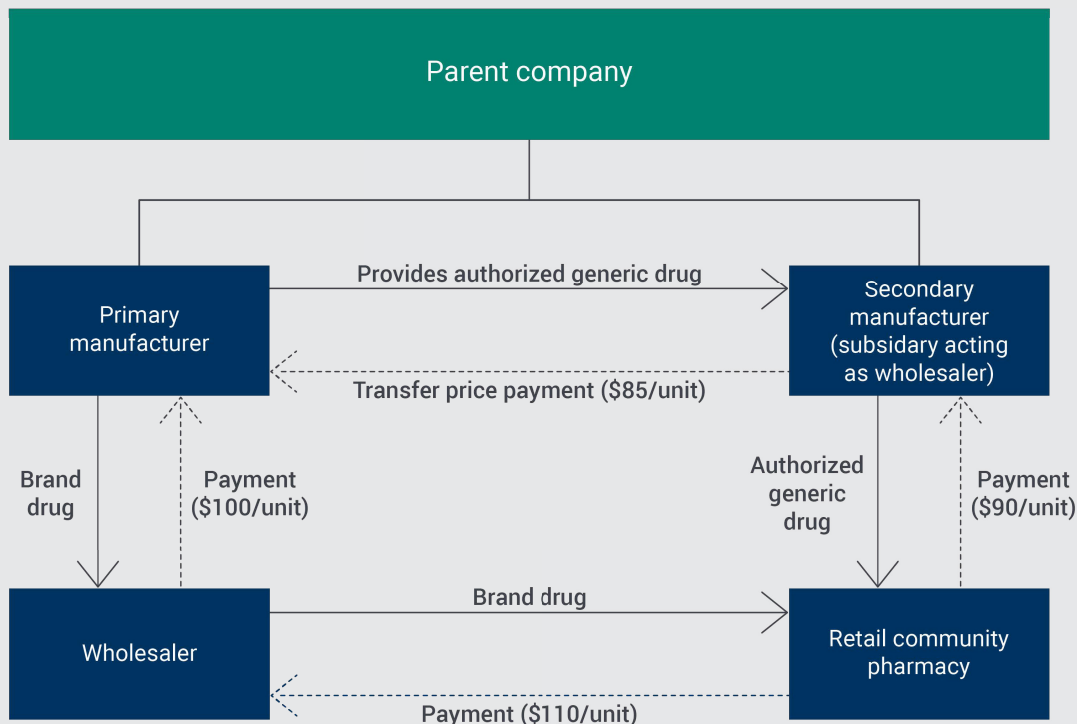 Parent company
Provides authorized generic drug
Primary
manufacturer
Secondary
manufacturer
(subsidary acting
as wholesaler)
Transfer price payment ($85/unit)
Brand
drug
Payment
($100/unit)
Authorized
generic
drug
Payment
($90/unit)
Brand drug
Wholesaler
Retail community
pharmacy
Payment ($110/unit)